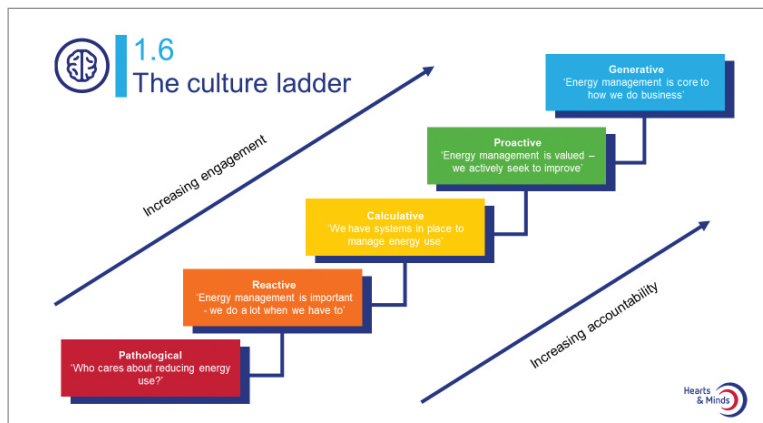 1.6
The culture ladder
Generative
'Energy management is core to
how we do business'
Proactive
'Energy management is valued –
we actively seek to improve'
Increasing engagement
Calculative
'We have systems in place to
manage energy use'
Reactive
'Energy management is important
- we do a lot when we have to'
Increasing accountability
Pathological
'Who cares about reducing energy
use?'
Hearts
& Minds